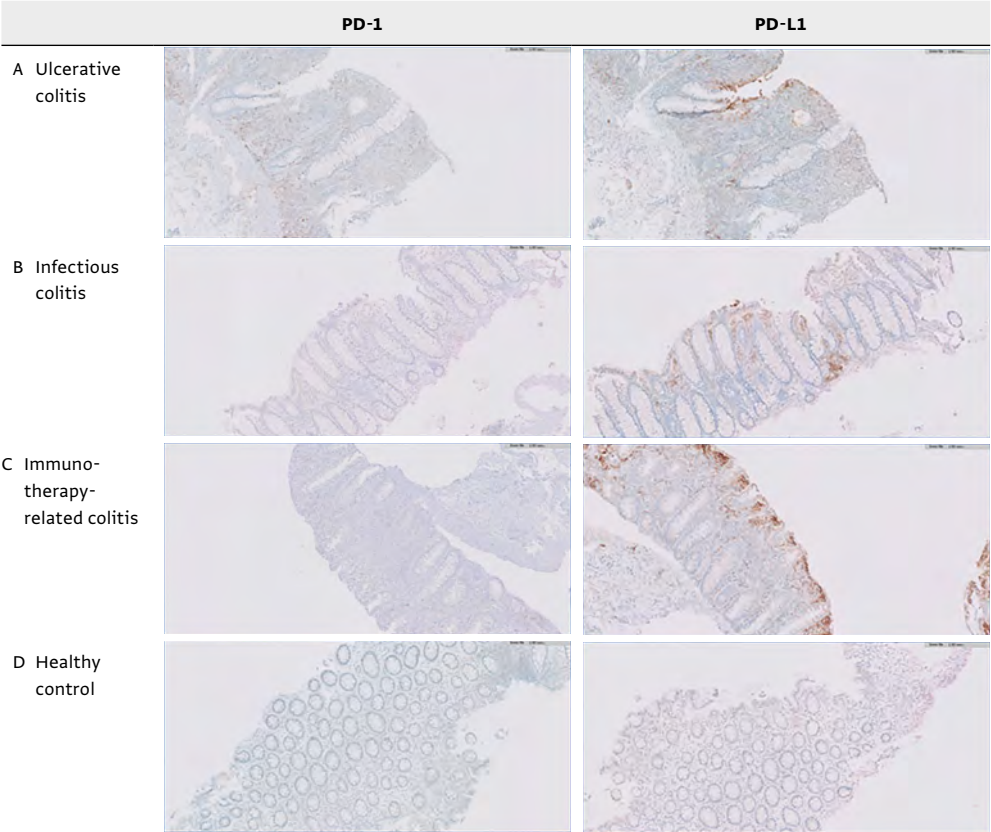 PD-1 PD-L1
A Ulcerative
colitis
B Infectious
colitis
C Immuno-
therapy-
related colitis
D Healthy
control